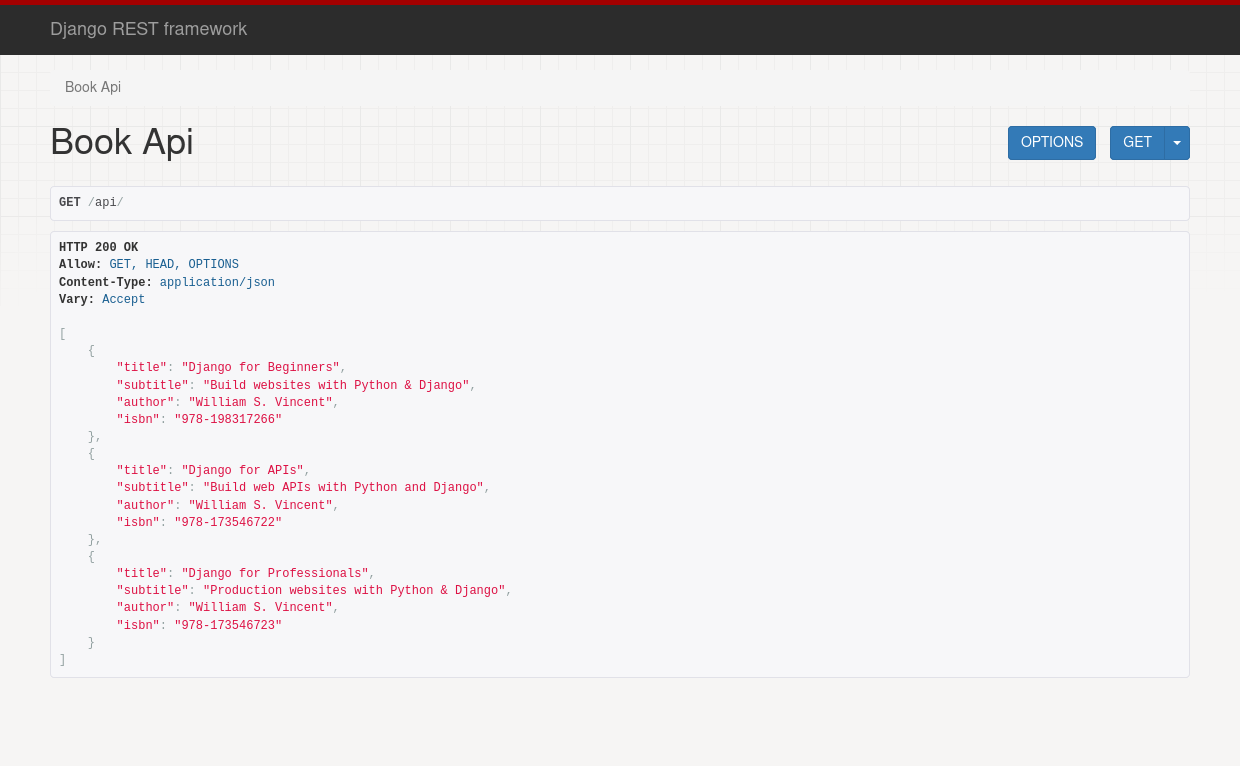 Django REST framework
Book Api
Book Api
OPTIONS
GET
GET /api/
HTTP 200 OK
Allow: GET, HEAD, OPTIONS
Content-Type: application/json
Vary: Accept
[
    {
        "title": "Django for Beginners",
        "subtitle": "Build websites with Python & Django",
        "author": "William S. Vincent",
        "isbn": "978-198317266"
    },
    {
        "title": "Django for APIs",
        "subtitle": "Build web APIs with Python and Django",
        "author": "William S. Vincent",
        "isbn": "978-173546722"
    },
    {
        "title": "Django for Professionals",
        "subtitle": "Production websites with Python & Django",
        "author": "William S. Vincent",
        "isbn": "978-173546723"
    }
]